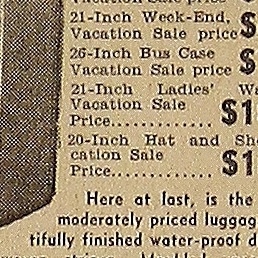 Vacation Sale price
21-Inch Week-End,
Vacation Sale price $
26-Inch Bus Case
Vacation Sale price $
21-Inch Ladies' Wa
Vacation Sale
Price............ $1
20-Inch Hat and Sh
cation Sale
Price............ $1
Here at last, is the
moderately priced luggag
tifully finished water-proof d